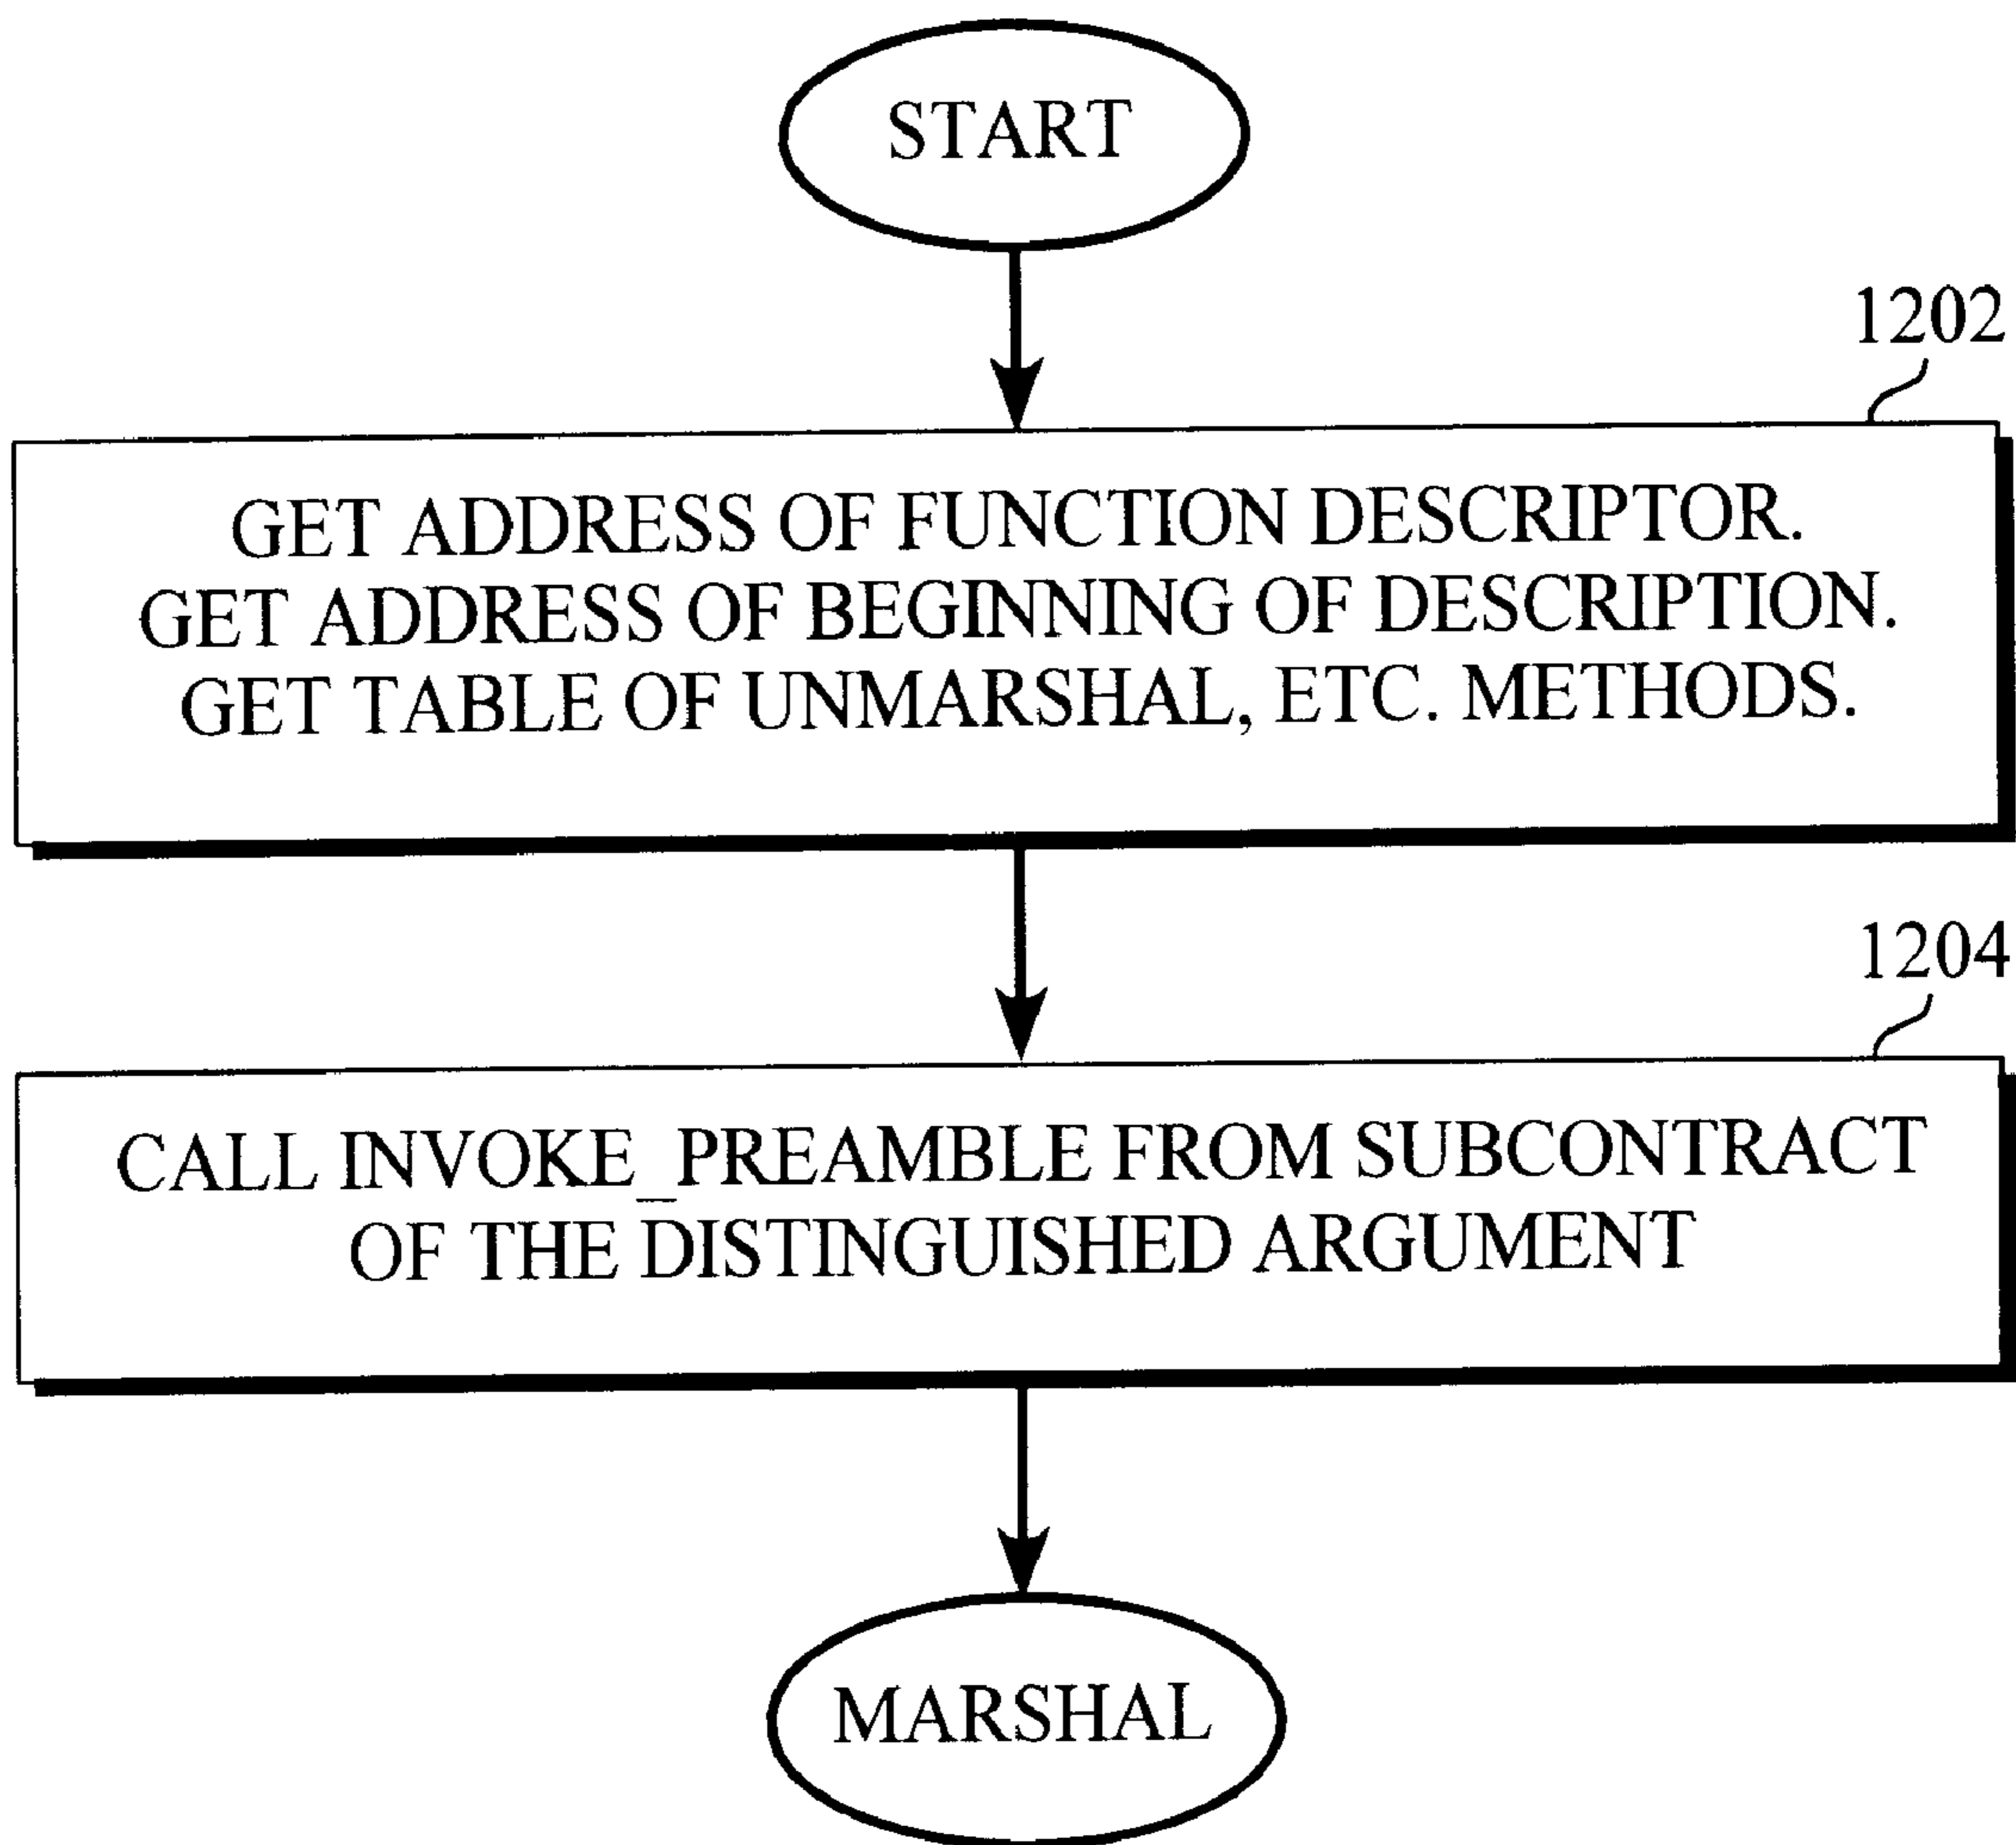 START
1202
GET ADDRESS OF FUNCTION DESCRIPTOR.
GET ADDRESS OF BEGINNING OF DESCRIPTION.
GET TABLE OF UNMARSHAL, ETC. METHODS.
1204
CALL INVOKE_PREAMBLE FROM SUBCONTRACT
OF THE DISTINGUISHED ARGUMENT
MARSHAL